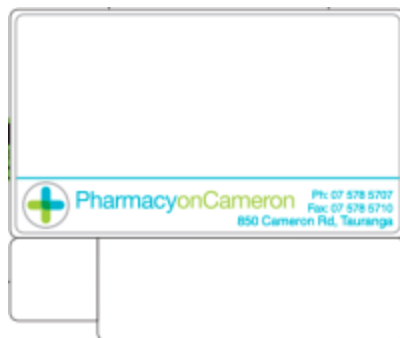 PharmacyonCameron
Ph: 07 578 5707
Fax: 07 578 5710
850 Cameron Rd, Tauranga